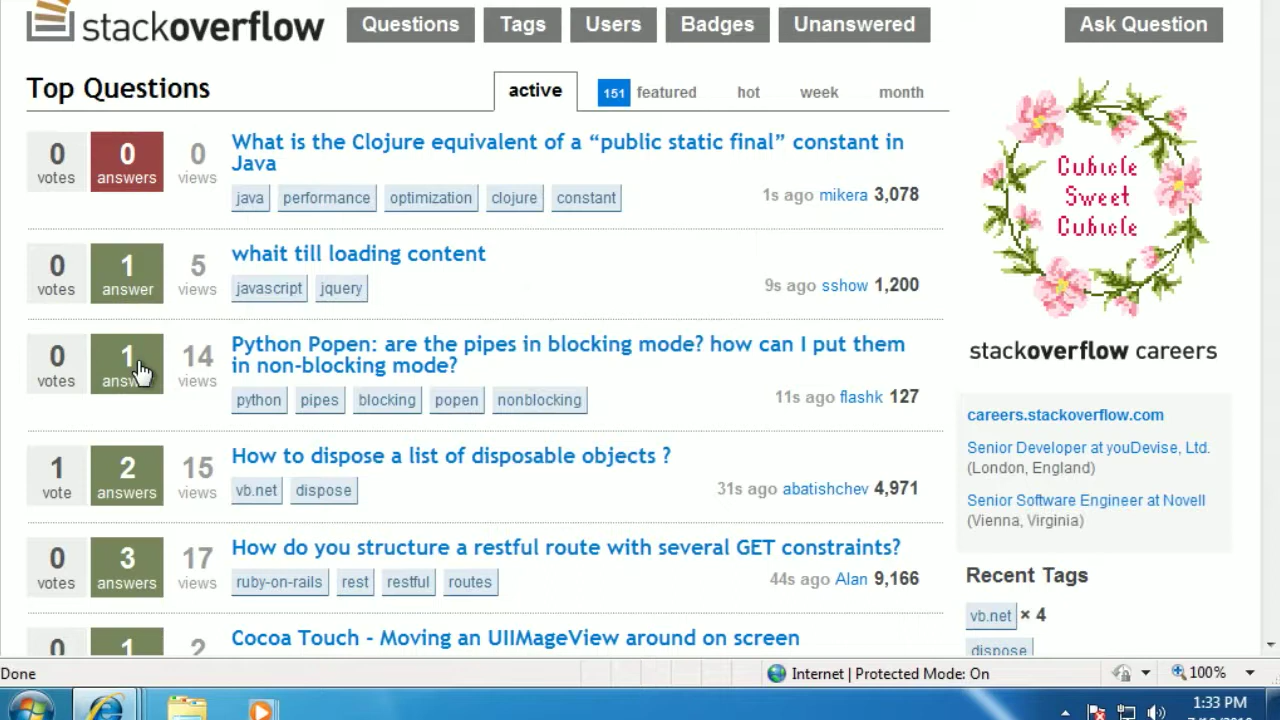 stackoverflow
Questions
Tags
Users
Badges
Unanswered
Ask Question
Top Questions
active
151 featured
hot
week
month
0 votes
0 answers
0 views
What is the Clojure equivalent of a “public static final” constant in
Java
java performance optimization clojure constant
1s ago mikera 3,078
0 votes
1 answer
5 views
whait till loading content
javascript jquery
9s ago sshow 1,200
0 votes
1
14 views
Python Popen: are the pipes in blocking mode? how can I put them
in non-blocking mode?
python pipes blocking popen nonblocking
11s ago flashk 127
1 vote
2 answers
15 views
How to dispose a list of disposable objects ?
vb.net dispose
31s ago abatishchev 4,971
0 votes
3 answers
17 views
How do you structure a restful route with several GET constraints?
ruby-on-rails rest restful routes
44s ago Alan 9,166
0
1
2
Cocoa Touch - Moving an UIIMageView around on screen
Cubicle
Sweet
Cubicle
stackoverflow careers
careers.stackoverflow.com
Senior Developer at youDevise, Ltd.
(London, England)
Senior Software Engineer at Novell
(Vienna, Virginia)
Recent Tags
vb.net × 4
dispose
Done
Internet | Protected Mode: On
100%
1:33 PM